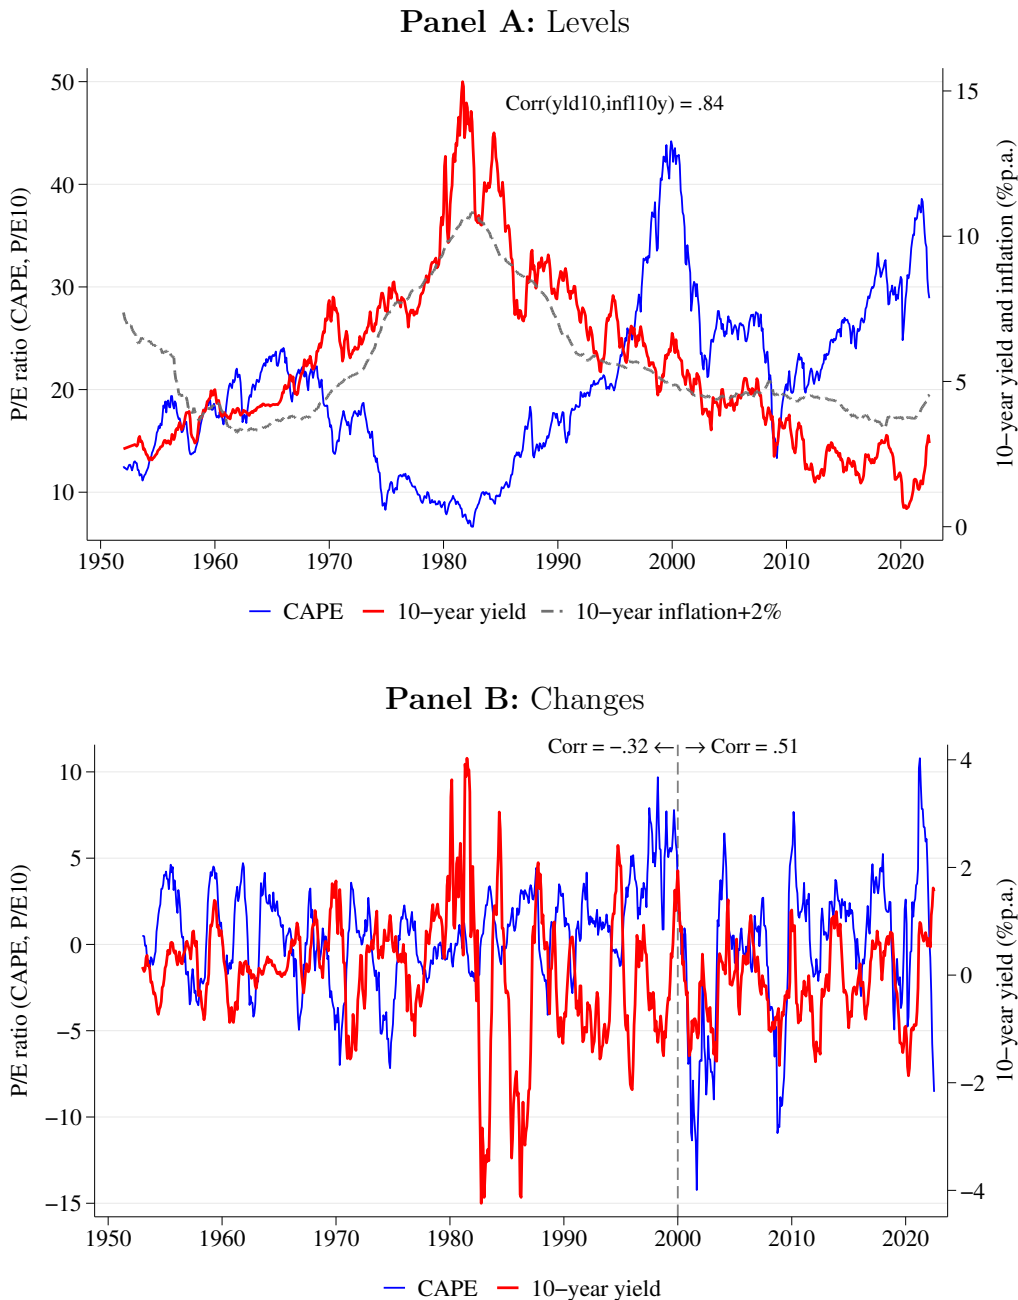 Panel A: Levels
P/E ratio (CAPE, P/E10)
50
40
30
20
10
Corr(yld10,infl10y) = .84
15
10
5
0
10−year yield and inflation (%p.a.)
1950 1960 1970 1980 1990 2000 2010 2020
CAPE 10−year yield 10−year inflation+2%
Panel B: Changes
P/E ratio (CAPE, P/E10)
10
5
0
−5
−10
−15
Corr = −.32 ← → Corr = .51
4
2
0
−2
−4
10−year yield (%p.a.)
1950 1960 1970 1980 1990 2000 2010 2020
CAPE 10−year yield